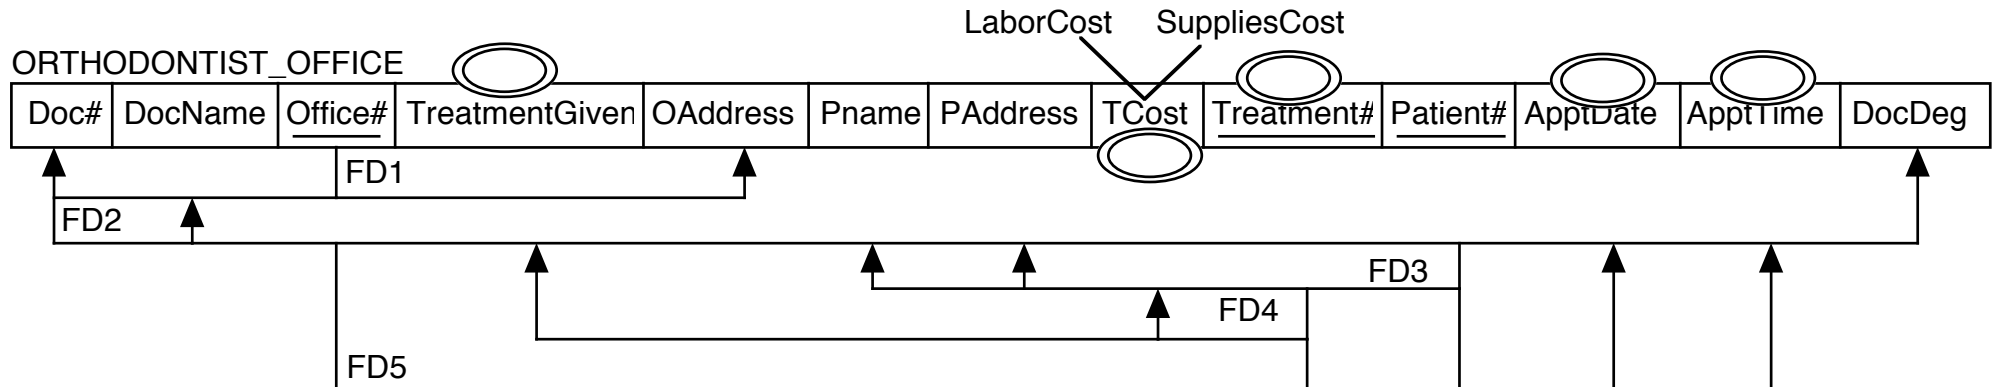 LaborCost SuppliesCost
ORTHODONTIST_OFFICE
Doc# DocName Office# TreatmentGiven OAddress Pname PAddress TCost Treatment# Patient# ApptDate ApptTime DocDeg
FD1
FD2
FD3
FD4
FD5